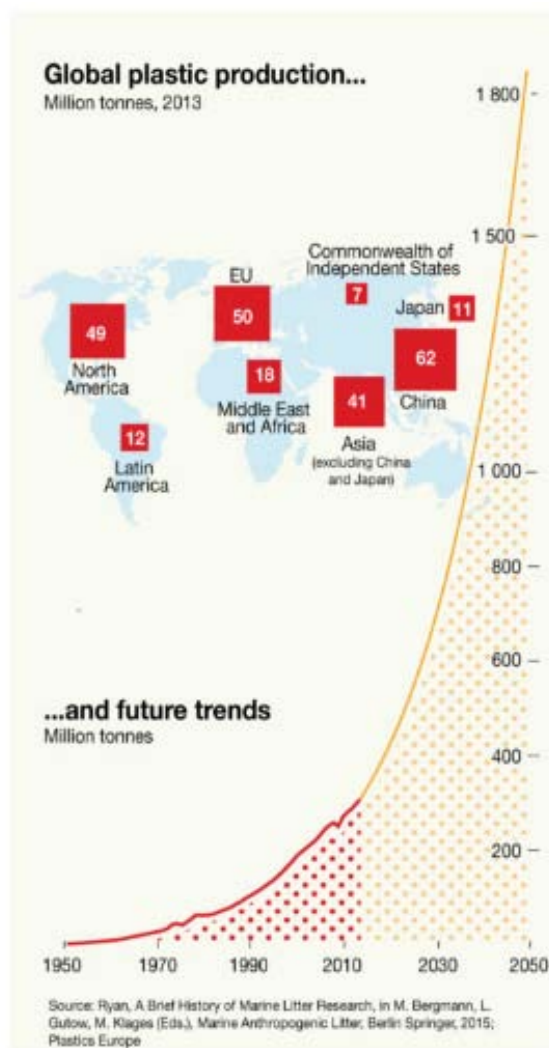 Global plastic production...
Million tonnes, 2013
1 800
1 500
Commonwealth of
Independent States
7
EU
50
Japan
11
49
North
America
18
Middle East
and Africa
62
China
41
Asia
(excluding China
and Japan)
12
Latin
America
1 000
800
600
...and future trends
Million tonnes
400
200
1950
1970
1990
2010
2030
2050
Source: Ryan, A Brief History of Marine Litter Research, in M. Bergmann, L.
Gutow, M. Klages (Eds.), Marine Anthropogenic Litter, Berlin Springer, 2015;
Plastics Europe